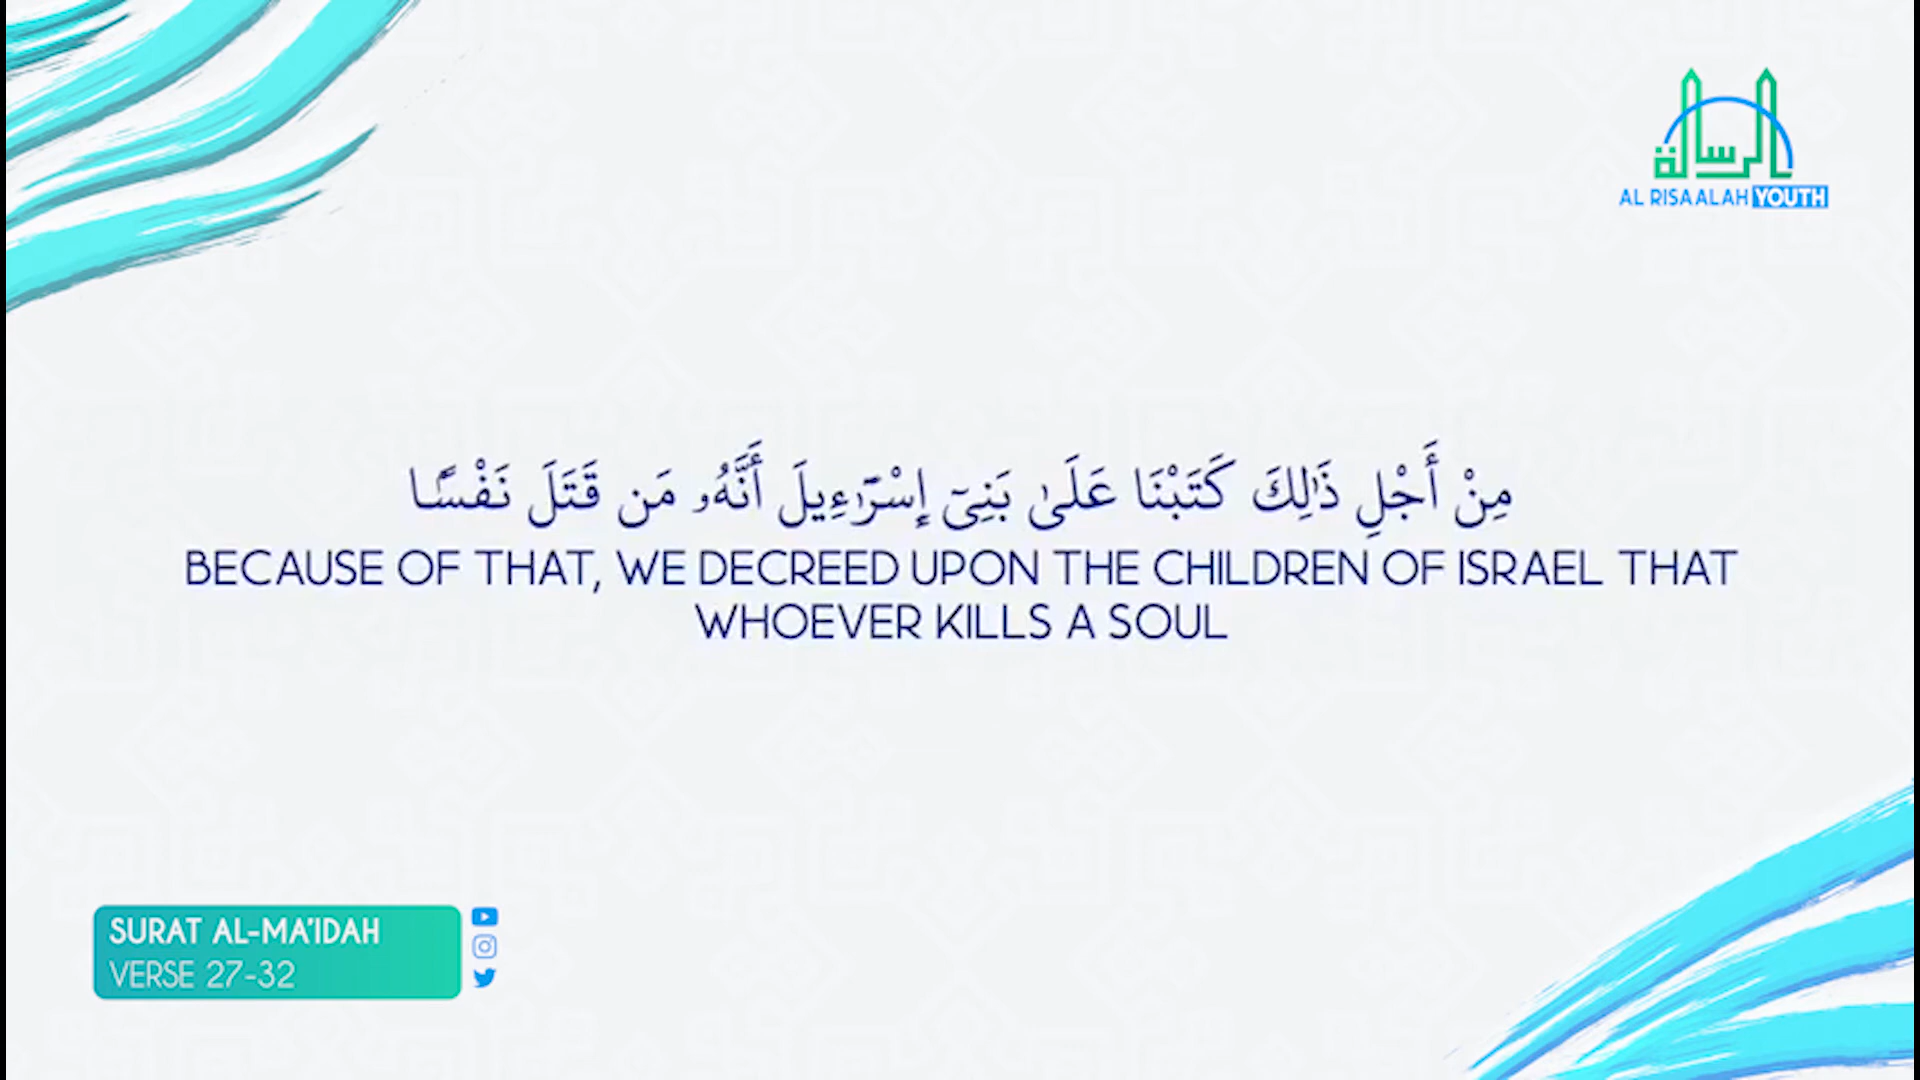 الرسالة
AL RISAALAH YOUTH
مِنْ أَجْلِ ذَٰلِكَ كَتَبْنَا عَلَىٰ بَنِىٓ إِسْرَٰٓءِيلَ أَنَّهُۥ مَن قَتَلَ نَفْسًۢا
BECAUSE OF THAT, WE DECREED UPON THE CHILDREN OF ISRAEL THAT
WHOEVER KILLS A SOUL
SURAT AL-MA'IDAH
VERSE 27-32